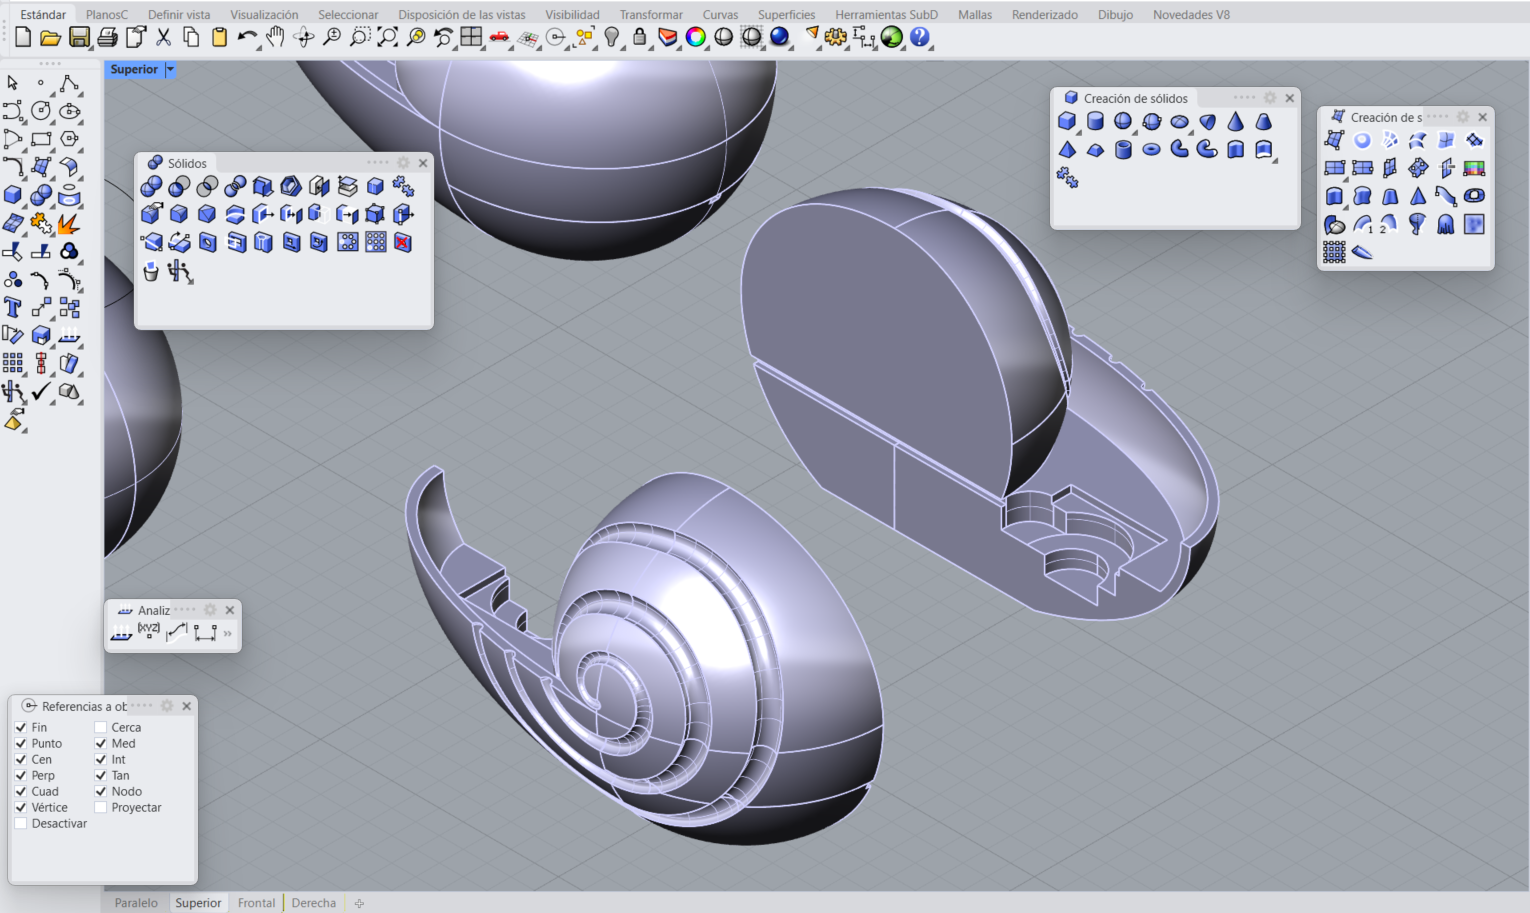 Estándar PlanosC Definir vista Visualización Seleccionar Disposición de las vistas Visibilidad Transformar Curvas Superficies Herramientas SubD Mallas Renderizado Dibujo Novedades V8
Superior
Creación de sólidos
Creación de s
1 2
Sólidos
Analiz
(XYZ)
Referencias a ob
Fin Cerca
Punto Med
Cen Int
Perp Tan
Cuad Nodo
Vértice Proyectar
Desactivar
Paralelo Superior Frontal Derecha